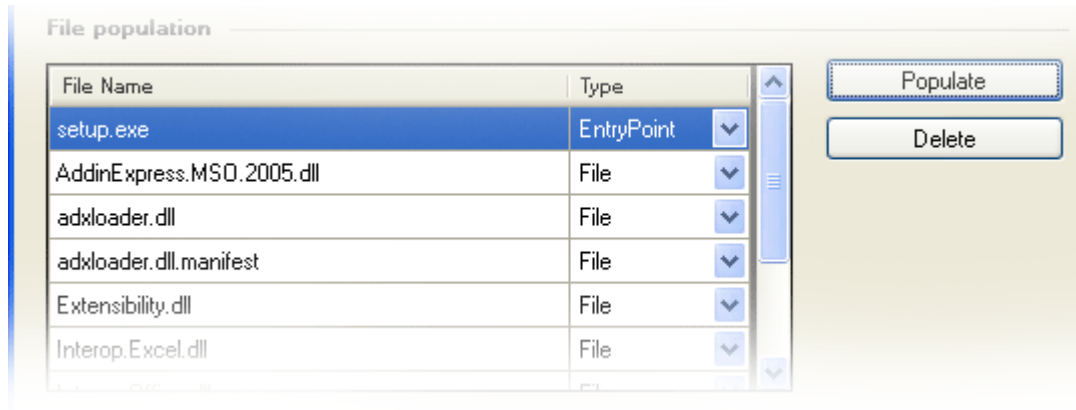 File population
File Name Type
Populate
setup.exe EntryPoint
Delete
AddinExpress.MSO.2005.dll File
adxloader.dll File
adxloader.dll.manifest File
Extensibility.dll File
Interop.Excel.dll File